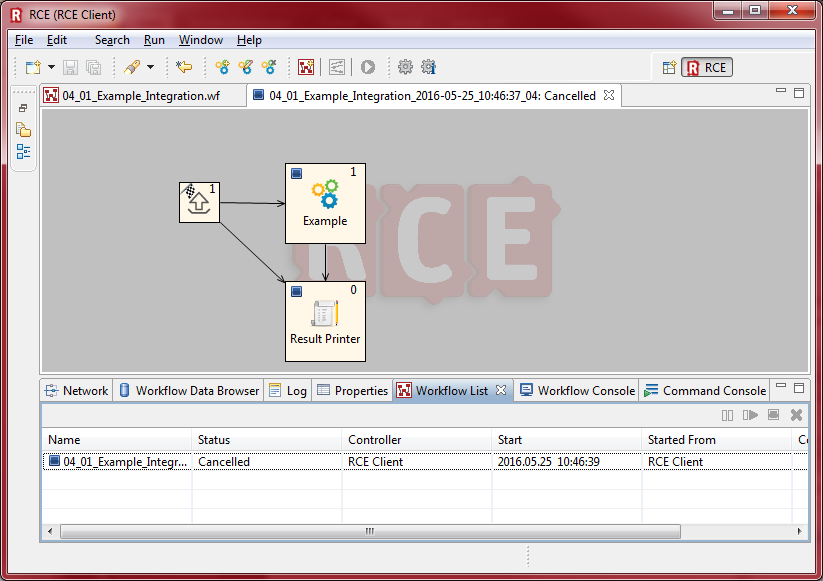 RCE (RCE Client)
File Edit Search Run Window Help
RCE
04_01_Example_Integration.wf 04_01_Example_Integration_2016-05-25_10:46:37_04: Cancelled
1
1
Example
0
Result Printer
RCE
Network Workflow Data Browser Log Properties Workflow List Workflow Console Command Console
Name Status Controller Start Started From
04_01_Example_Integr... Cancelled RCE Client 2016.05.25 10:46:39 RCE Client